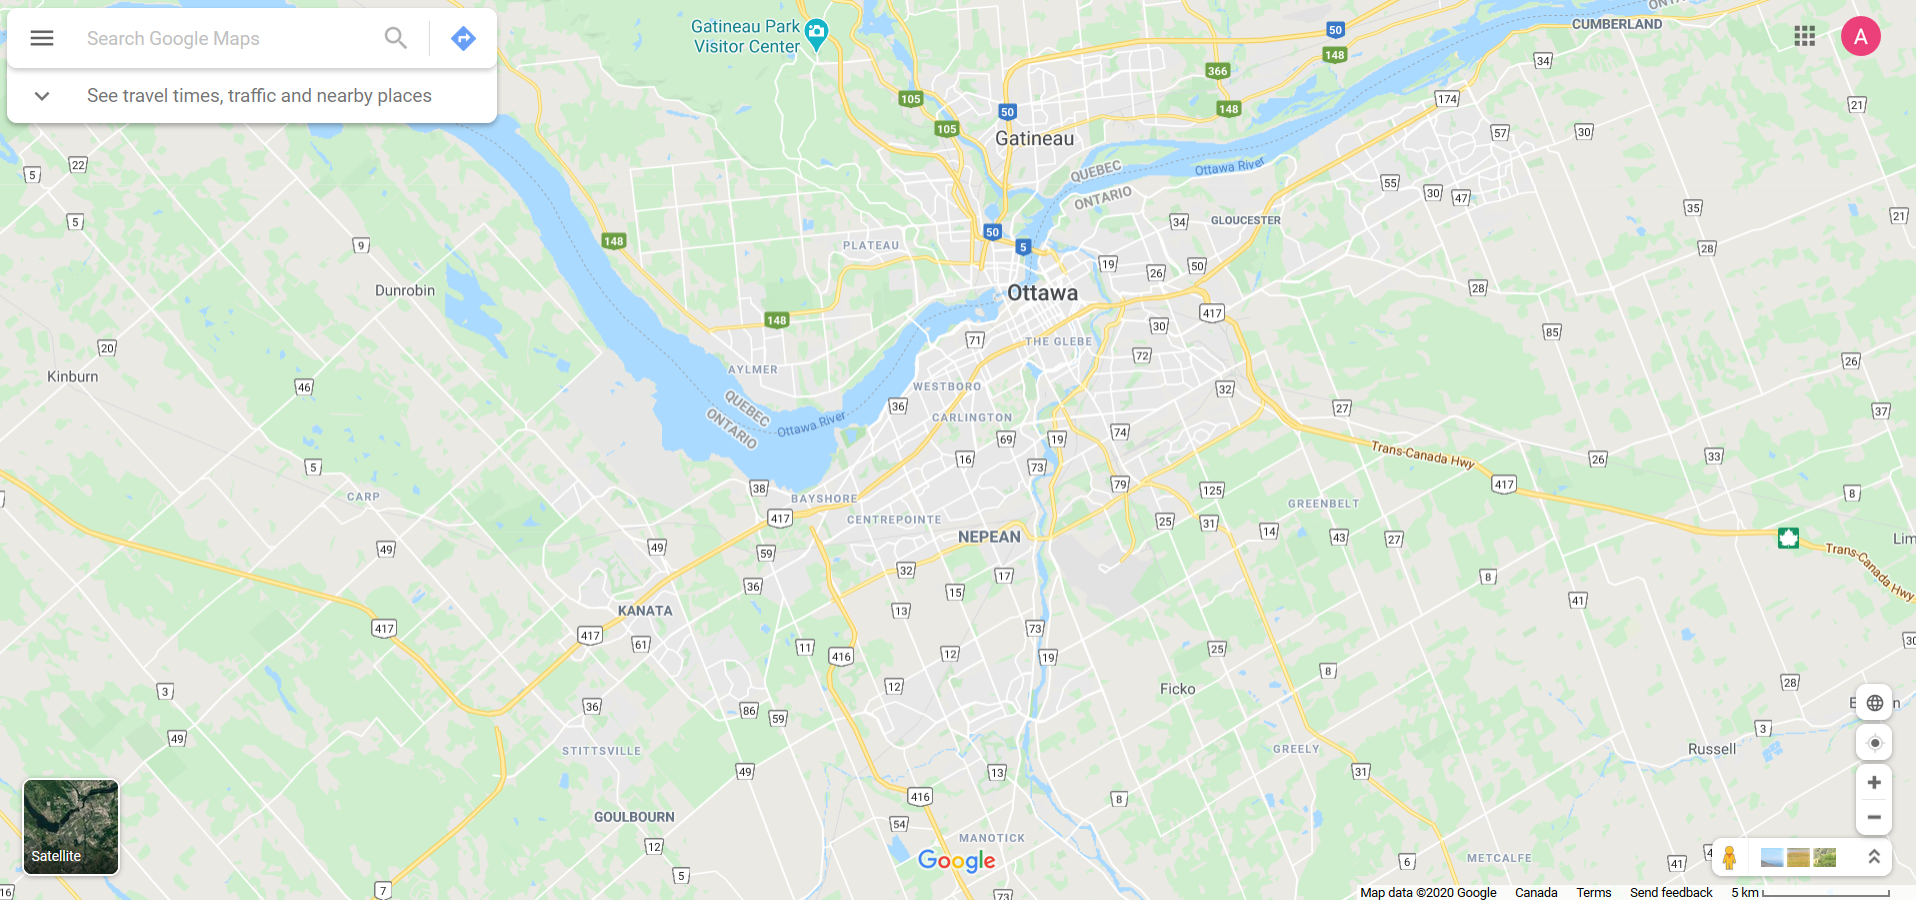 Search Google Maps
See travel times, traffic and nearby places
Gatineau Park
Visitor Center
CUMBERLAND
A
50
148
366
148
105
105
50
34
174
57
30
21
Gatineau
QUEBEC
ONTARIO
Ottawa River
5
22
5
9
148
55
30
47
35
21
28
34
GLOUCESTER
PLATEAU
50
5
19
26
50
28
Dunrobin
Ottawa
148
71
THE GLEBE
30
417
72
85
26
20
Kinburn
46
AYLMER
WESTBORO
36
CARLINGTON
32
27
37
QUEBEC
ONTARIO
Ottawa River
69
19
74
16
73
Trans-Canada Hwy
26
33
5
CARP
38
BAYSHORE
417
CENTREPOINTE
NEPEAN
79
125
25
31
GREENBELT
14
43
27
417
8
Trans-Canada Hwy
49
49
59
36
32
15
17
13
8
41
417
KANATA
417
61
11
416
12
12
73
19
25
8
30
28
3
49
36
86
59
Ficko
STITTSVILLE
49
GREELY
31
3
Russell
13
8
416
54
MANOTICK
GOULBOURN
12
5
7
16
73
6
METCALFE
41
Satellite
Google
Map data ©2020 Google
Canada
Terms
Send feedback
5 km